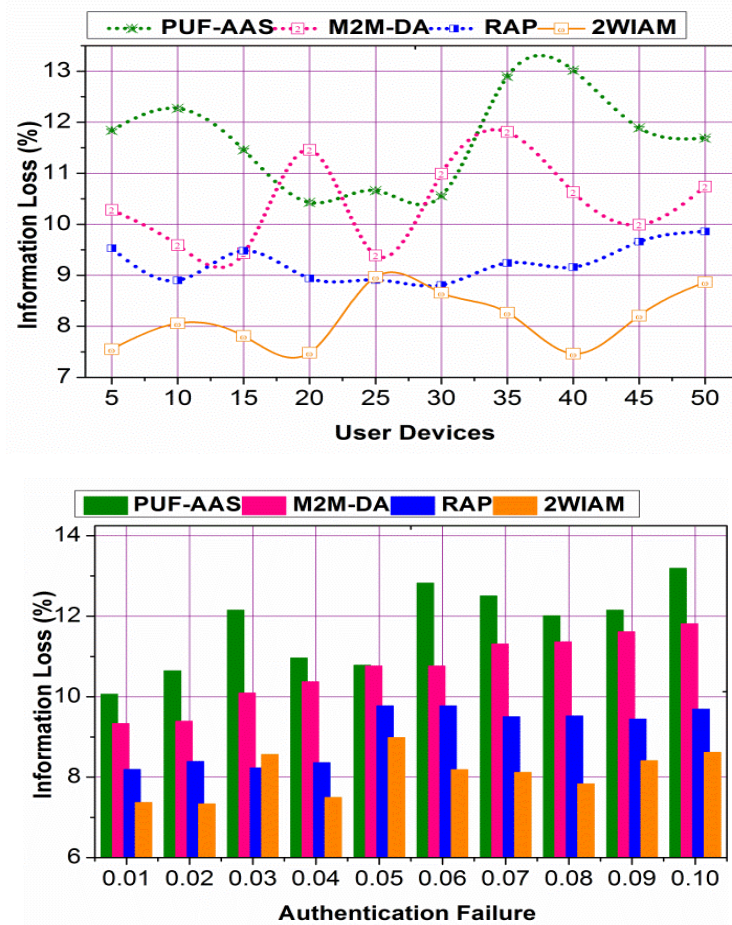 PUF-AAS M2M-DA RAP 2WIAM
13
12
11
10
9
8
7
Information Loss (%)
5 10 15 20 25 30 35 40 45 50
User Devices
PUF-AAS M2M-DA RAP 2WIAM
14
12
10
8
6
Information Loss (%)
0.01 0.02 0.03 0.04 0.05 0.06 0.07 0.08 0.09 0.10
Authentication Failure